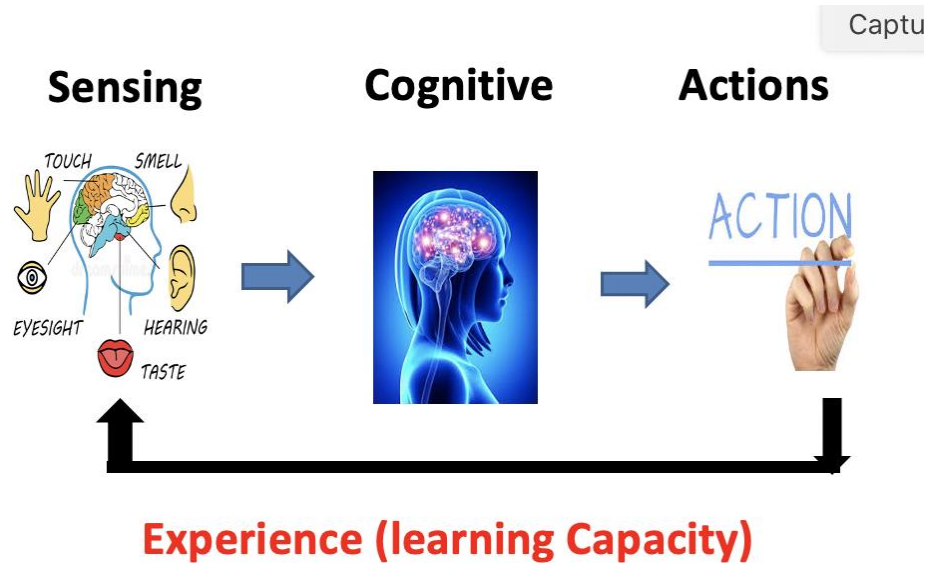 Captu
Sensing
Cognitive
Actions
TOUCH
SMELL
ACTION
EYESIGHT
HEARING
TASTE
Experience (learning Capacity)